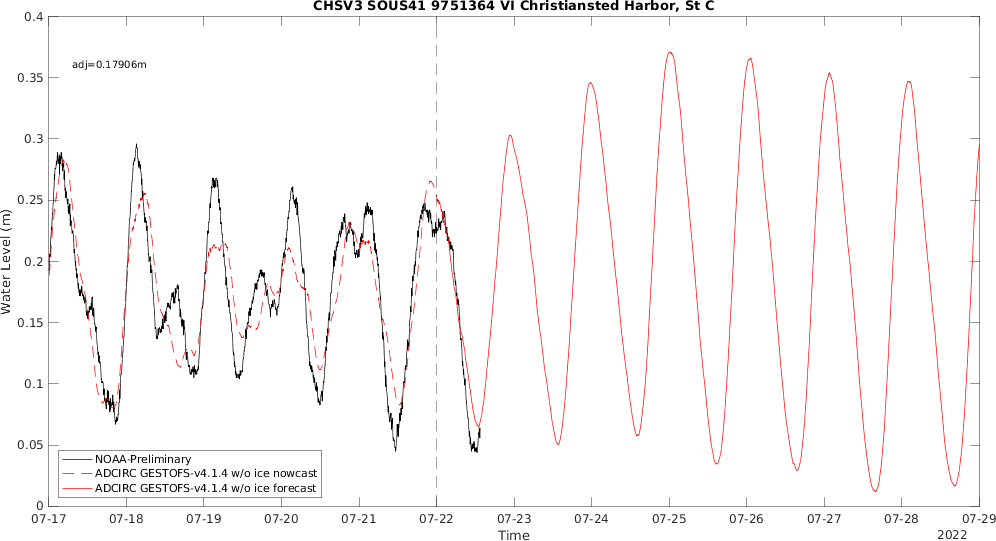 CHSV3 SOUS41 9751364 VI Christiansted Harbor, St C
adj=0.17906m
Water Level (m)
0.4
0.35
0.3
0.25
0.2
0.15
0.1
0.05
0
NOAA-Preliminary
ADCIRC GESTOFS-v4.1.4 w/o ice nowcast
ADCIRC GESTOFS-v4.1.4 w/o ice forecast
07-17 07-18 07-19 07-20 07-21 07-22 07-23 07-24 07-25 07-26 07-27 07-28 07-29
Time
2022